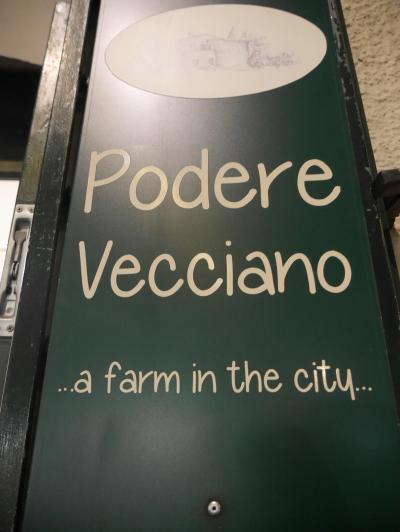 Podere
Vecciano
...a farm in the city...